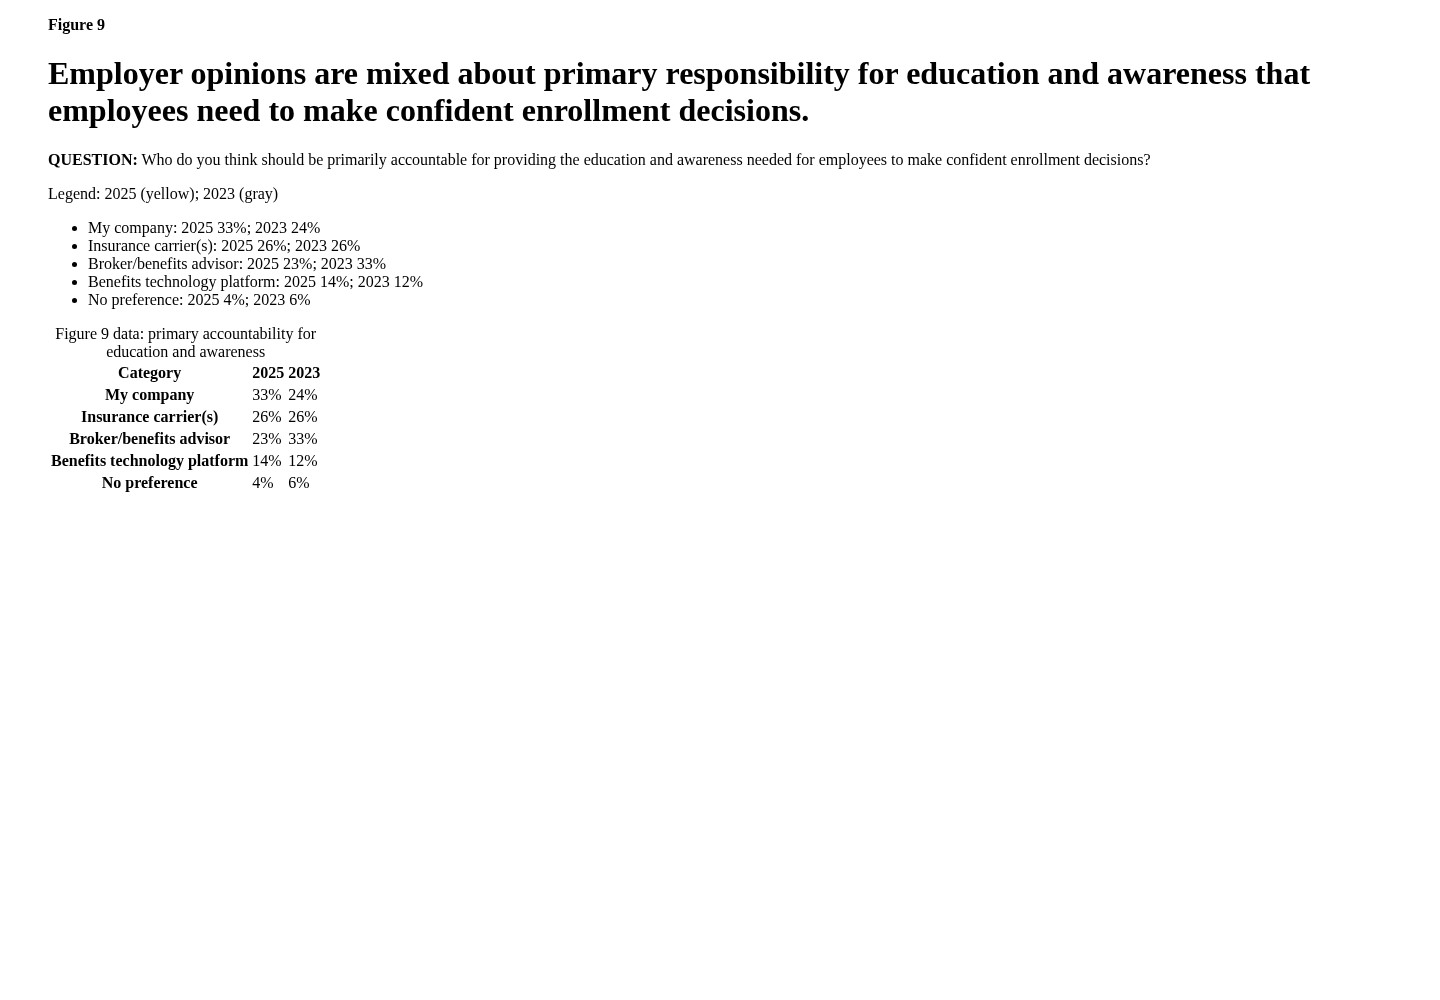 Figure 9
Employer opinions are mixed about primary responsibility for education and awareness that
employees need to make confident enrollment decisions.
QUESTION: Who do you think should be primarily accountable for providing the education and awareness needed for employees to make confident enrollment decisions?
Legend: 2025 (yellow); 2023 (gray)
• My company: 2025 33%; 2023 24%
• Insurance carrier(s): 2025 26%; 2023 26%
• Broker/benefits advisor: 2025 23%; 2023 33%
• Benefits technology platform: 2025 14%; 2023 12%
• No preference: 2025 4%; 2023 6%
Figure 9 data: primary accountability for
education and awareness
Category 2025 2023
My company 33% 24%
Insurance carrier(s) 26% 26%
Broker/benefits advisor 23% 33%
Benefits technology platform 14% 12%
No preference 4% 6%